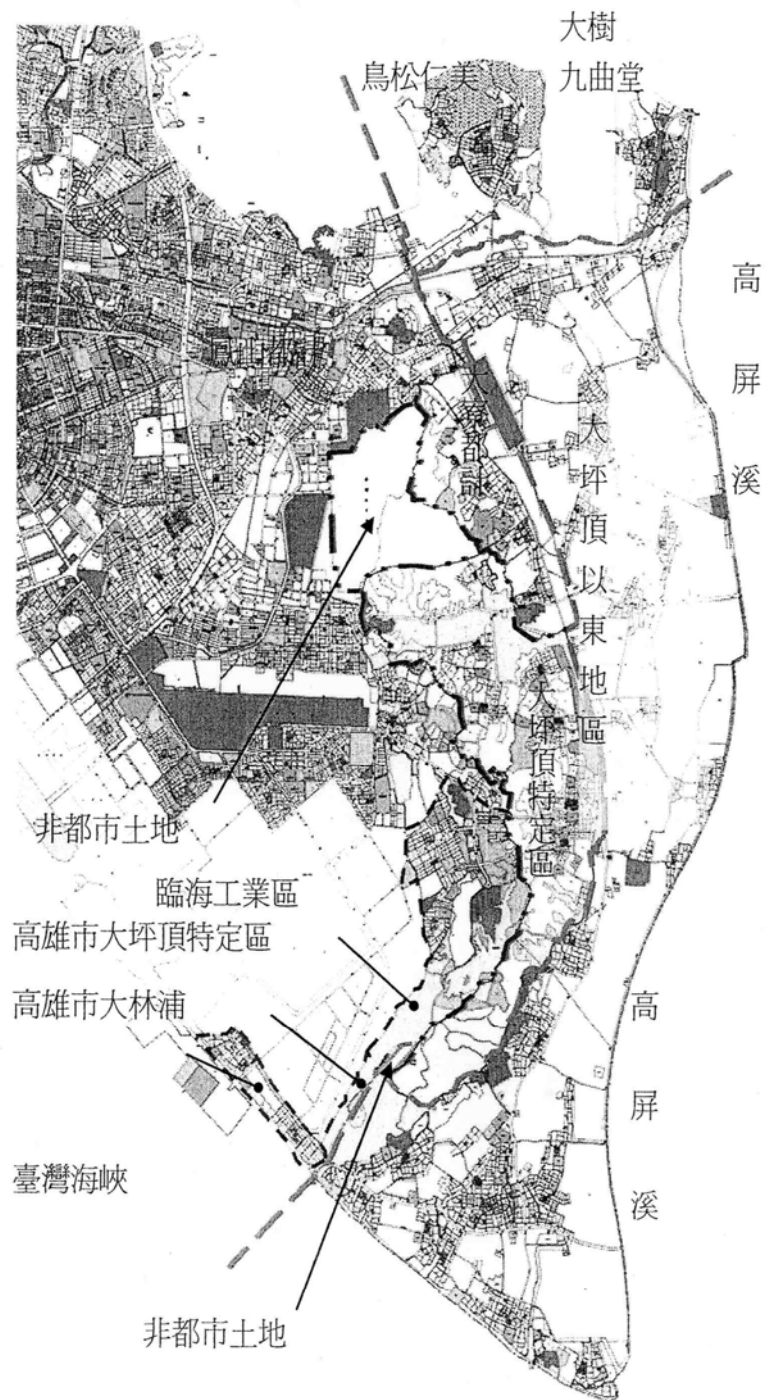 大樹
鳥松仁美
九曲堂
高屏溪
鳳山都計
大寮都計
大坪頂以東地區
大坪頂特定區
非都市土地
臨海工業區
高雄市大坪頂特定區
高雄市大林浦
高屏溪
臺灣海峽
非都市土地